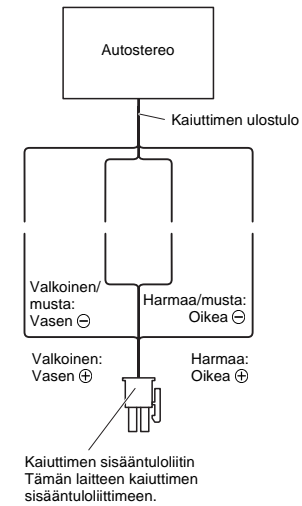 Autostereo
Kaiuttimen ulostulo
Valkoinen/
musta:
Vasen ⊖
Harmaa/musta:
Oikea ⊖
Valkoinen:
Vasen ⊕
Harmaa:
Oikea ⊕
Kaiuttimen sisääntuloliitin
Tämän laitteen kaiuttimen
sisääntuloliittimeen.